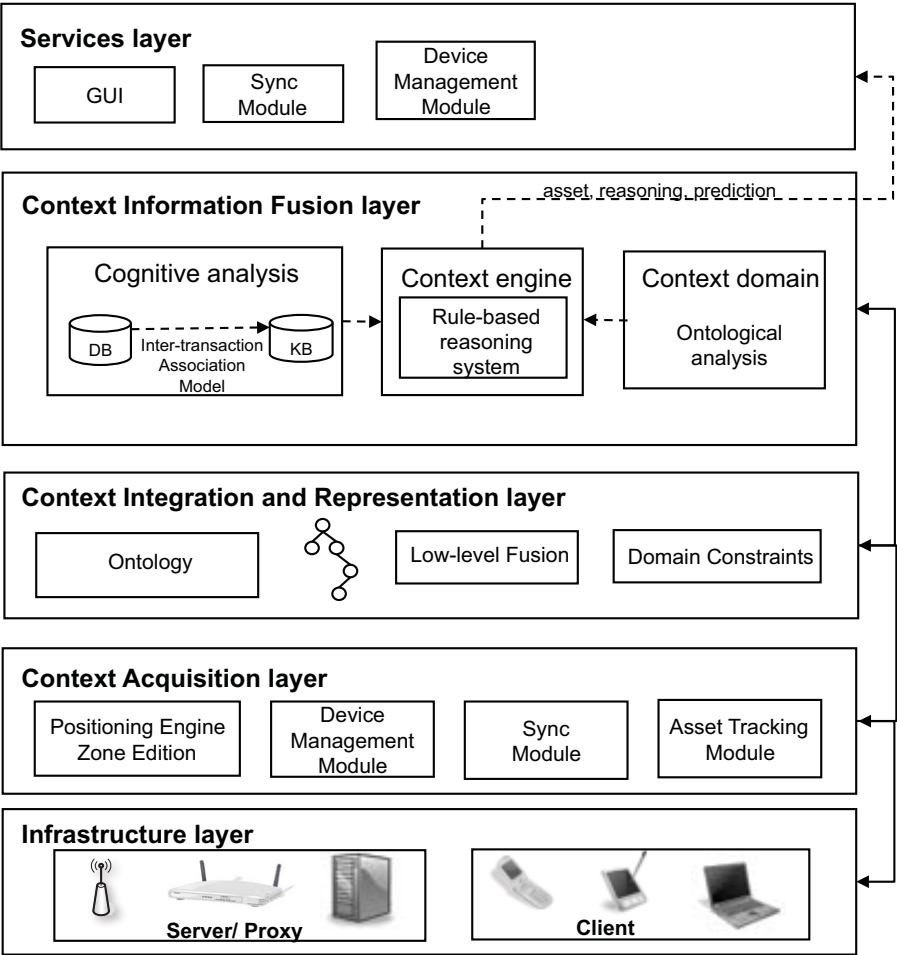 Services layer
GUI
Sync
Module
Device
Management
Module
Context Information Fusion layer
asset, reasoning, prediction
Cognitive analysis
DB
Inter-transaction
Association
Model
KB
Context engine
Rule-based
reasoning
system
Context domain
Ontological
analysis
Context Integration and Representation layer
Ontology
Low-level Fusion
Domain Constraints
Context Acquisition layer
Positioning Engine
Zone Edition
Device
Management
Module
Sync
Module
Asset Tracking
Module
Infrastructure layer
Server/ Proxy
Client